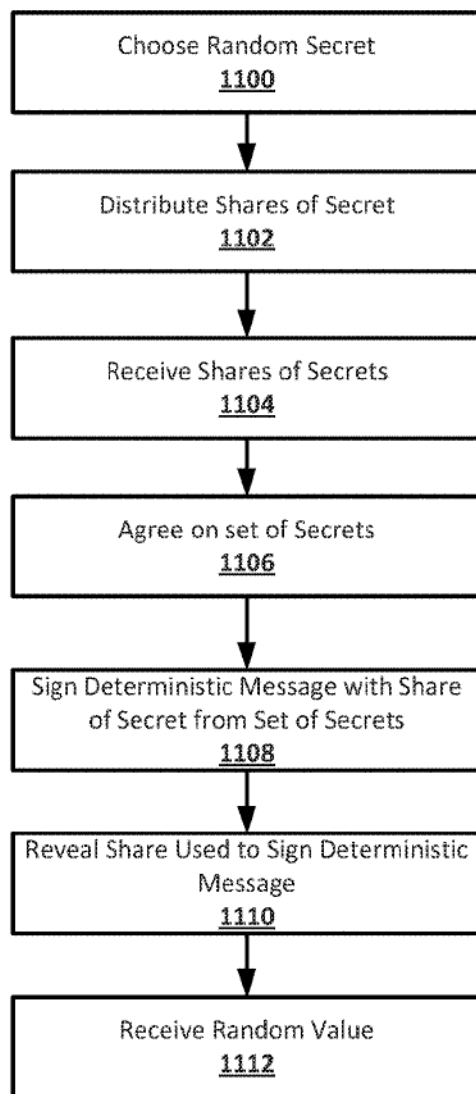 Choose Random Secret
1100
Distribute Shares of Secret
1102
Receive Shares of Secrets
1104
Agree on set of Secrets
1106
Sign Deterministic Message with Share
of Secret from Set of Secrets
1108
Reveal Share Used to Sign Deterministic
Message
1110
Receive Random Value
1112